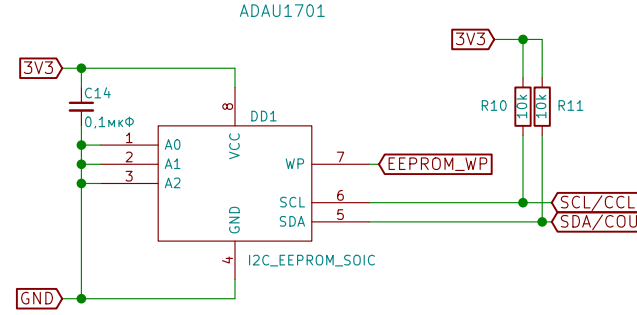 ADAU1701
3V3
3V3
C14
0,1мкФ
8
DD1
VCC
R10
10k
10k
R11
1
A0
2
A1
3
A2
WP
7
EEPROM_WP
SCL
6
SCL/CCL
SDA
5
SDA/COU
GND
4
I2C_EEPROM_SOIC
GND